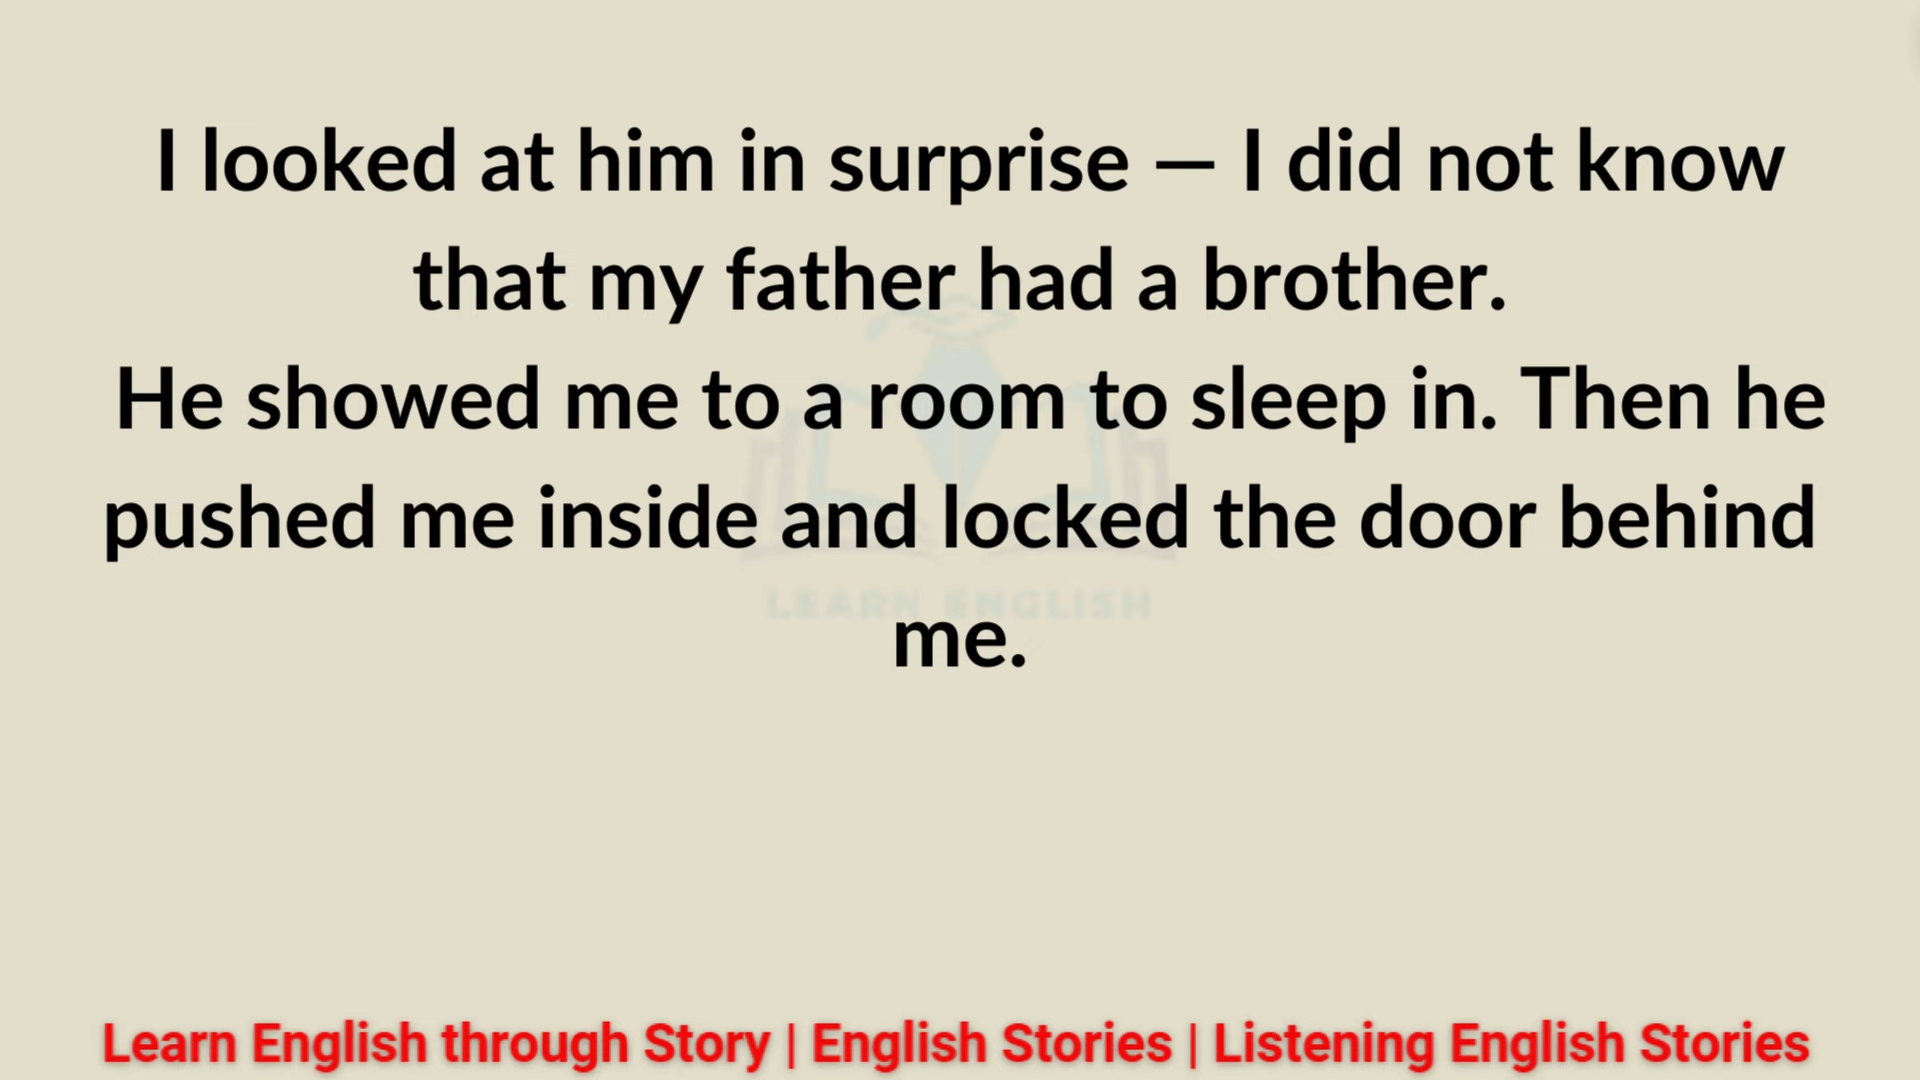 I looked at him in surprise — I did not know
that my father had a brother.
He showed me to a room to sleep in. Then he
pushed me inside and locked the door behind
LEARN ENGLISH
me.
Learn English through Story | English Stories | Listening English Stories